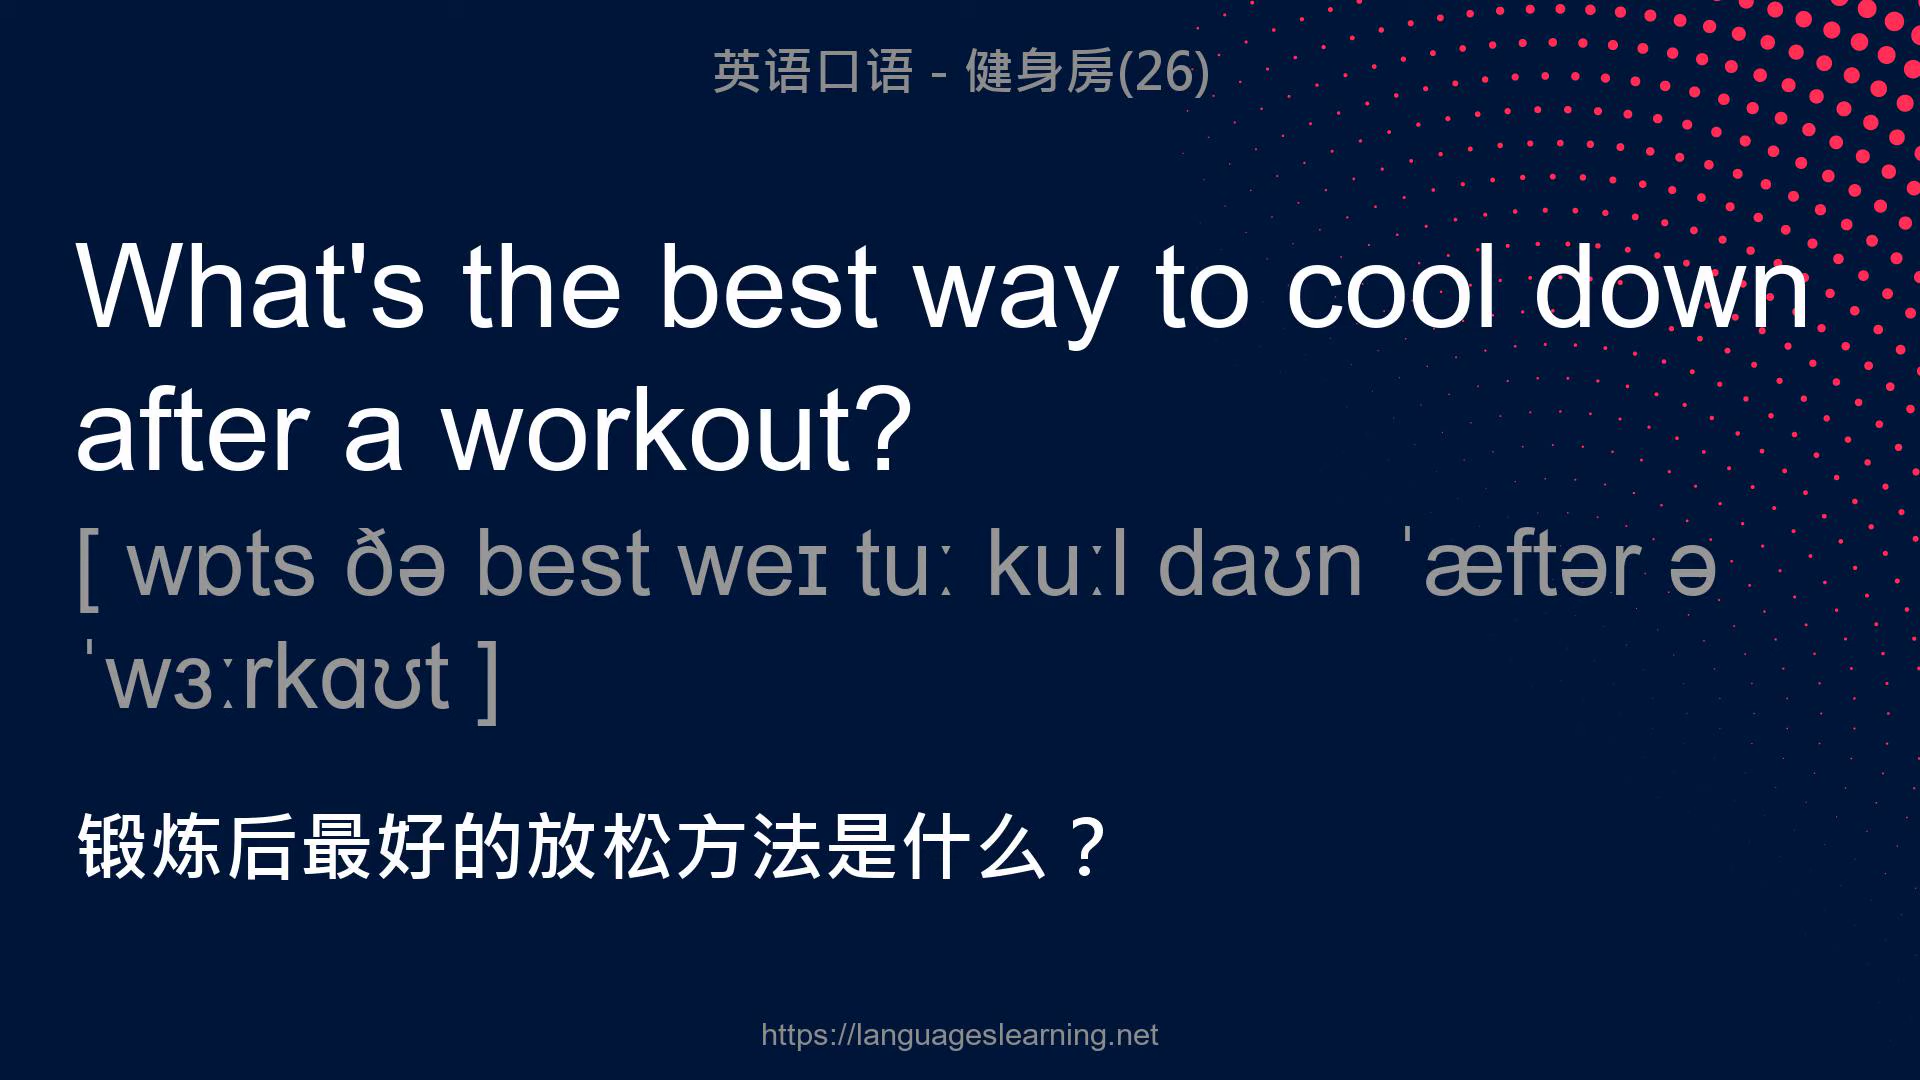 英语口语 - 健身房(26)
What's the best way to cool down
after a workout?
[ wɒts ðə best weɪ tuː kuːl daʊn ˈæftər ə
ˈwɜːrkaʊt ]
锻炼后最好的放松方法是什么？
https://languageslearning.net